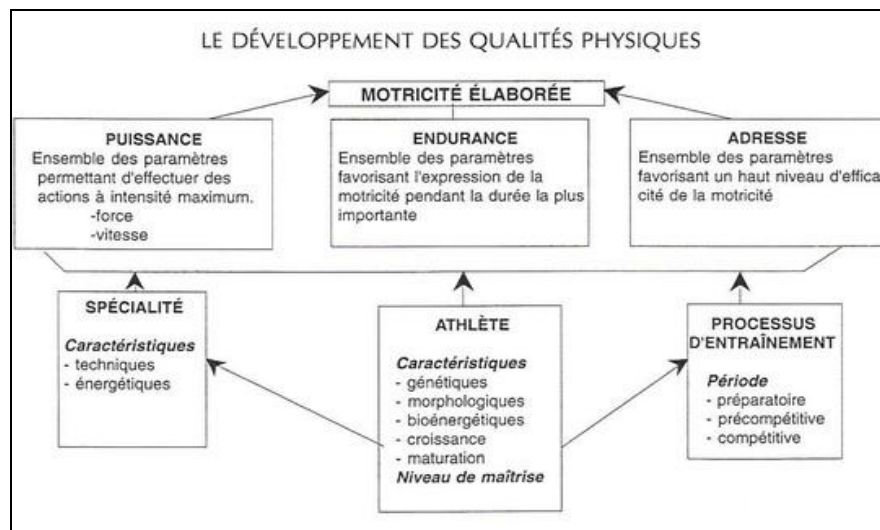 LE DÉVELOPPEMENT DES QUALITÉS PHYSIQUES
MOTRICITÉ ÉLABORÉE
PUISSANCE
Ensemble des paramètres
permettant d'effectuer des
actions à intensité maximum.
-force
-vitesse
ENDURANCE
Ensemble des paramètres
favorisant l'expression de la
motricité pendant la durée la plus
importante
ADRESSE
Ensemble des paramètres
favorisant un haut niveau d'effica
cité de la motricité
SPÉCIALITÉ
Caractéristiques
- techniques
- énergétiques
ATHLÈTE
Caractéristiques
- génétiques
- morphologiques
- bioénergétiques
- croissance
- maturation
Niveau de maîtrise
PROCESSUS
D'ENTRAÎNEMENT
Période
- préparatoire
- précompétitive
- compétitive